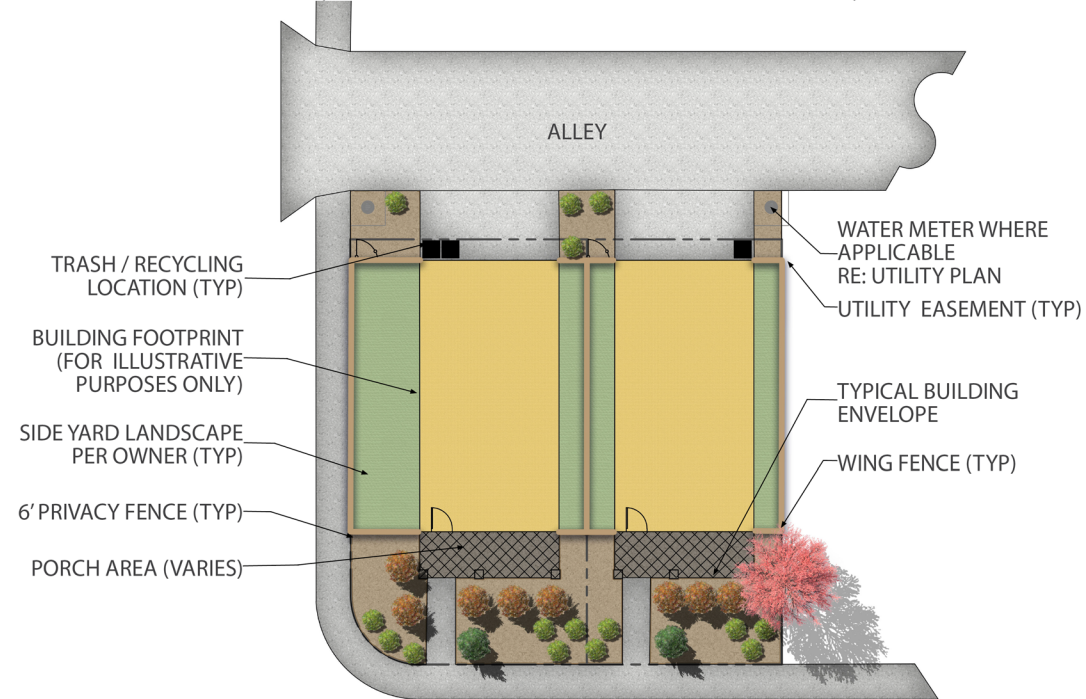 ALLEY
TRASH / RECYCLING
LOCATION (TYP)
BUILDING FOOTPRINT
(FOR ILLUSTRATIVE
PURPOSES ONLY)
SIDE YARD LANDSCAPE
PER OWNER (TYP)
6' PRIVACY FENCE (TYP)
PORCH AREA (VARIES)
WATER METER WHERE
APPLICABLE
RE: UTILITY PLAN
UTILITY EASEMENT (TYP)
TYPICAL BUILDING
ENVELOPE
WING FENCE (TYP)